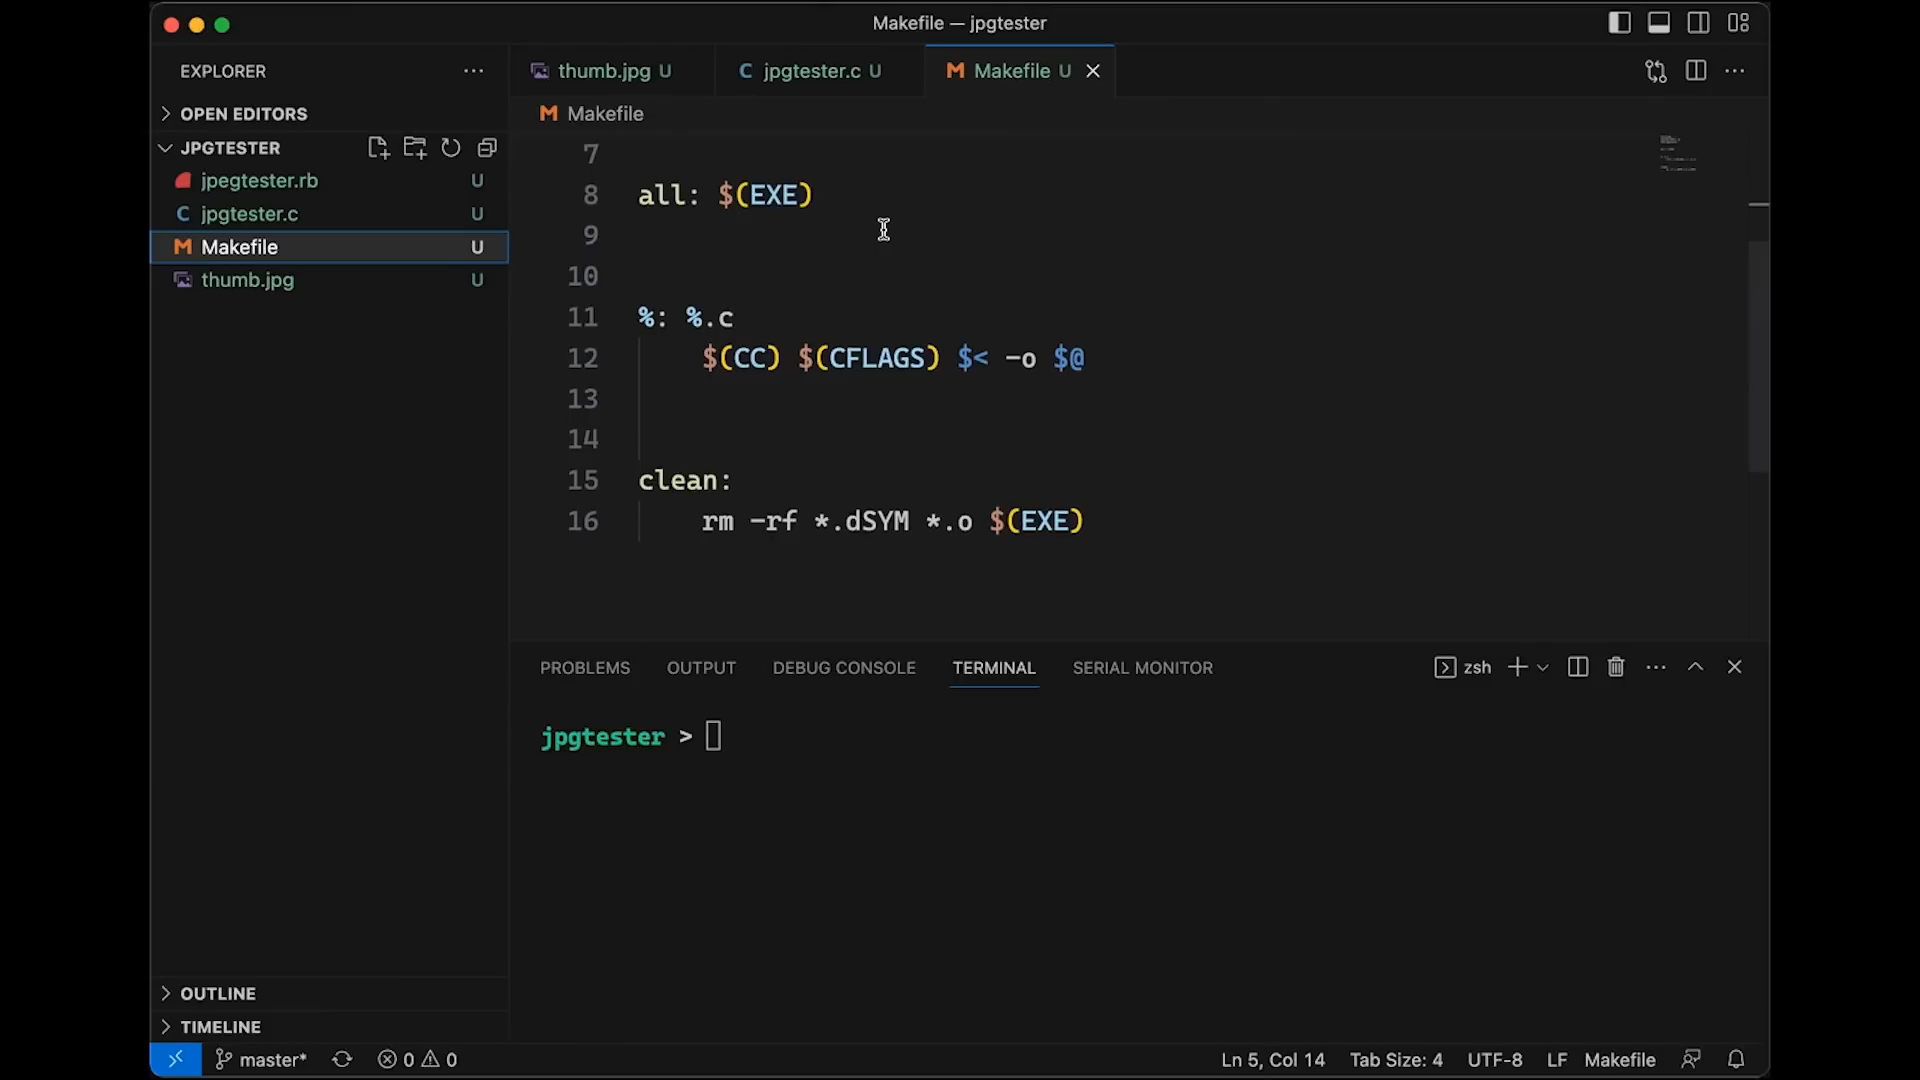 Makefile — jpgtester
EXPLORER
thumb.jpg U
C jpgtester.c U
M Makefile U
OPEN EDITORS
M Makefile
JPGTESTER
jpegtester.rb U
C jpgtester.c U
M Makefile U
thumb.jpg U
7
8 all: $(EXE)
9
10
11 %: %.c
12 $(CC) $(CFLAGS) $< -o $@
13
14
15 clean:
16 rm -rf *.dSYM *.o $(EXE)
PROBLEMS OUTPUT DEBUG CONSOLE TERMINAL SERIAL MONITOR zsh
jpgtester >
OUTLINE
TIMELINE
master* 0 0 Ln 5, Col 14 Tab Size: 4 UTF-8 LF Makefile